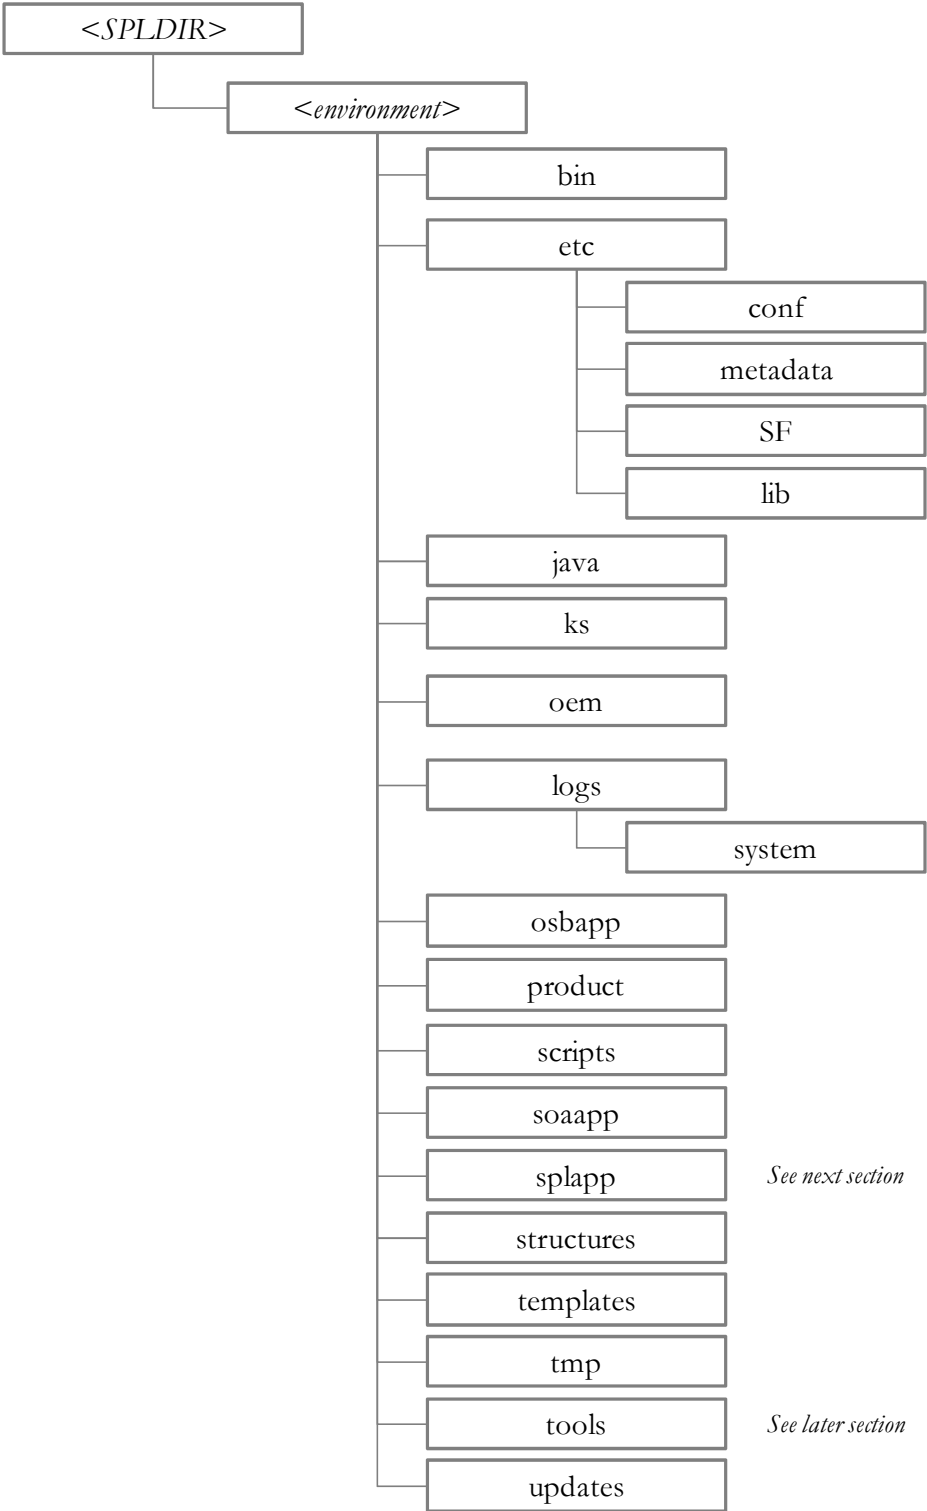 <SPLDIR>
<environment>
bin
etc
conf
metadata
SF
lib
java
ks
oem
logs
system
osbapp
product
scripts
soaapp
splapp See next section
structures
templates
tmp
tools See later section
updates